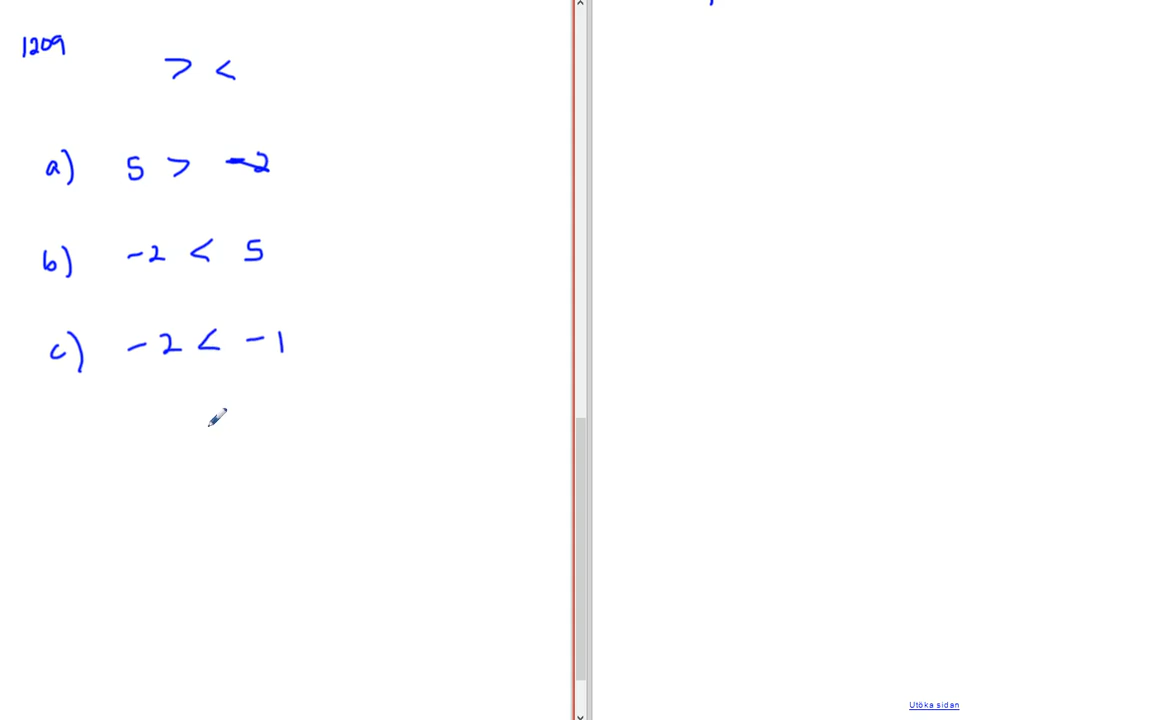 1209
> <
a) 5 > -2
b) -2 < 5
c) -2 < -1
Utöka sidan